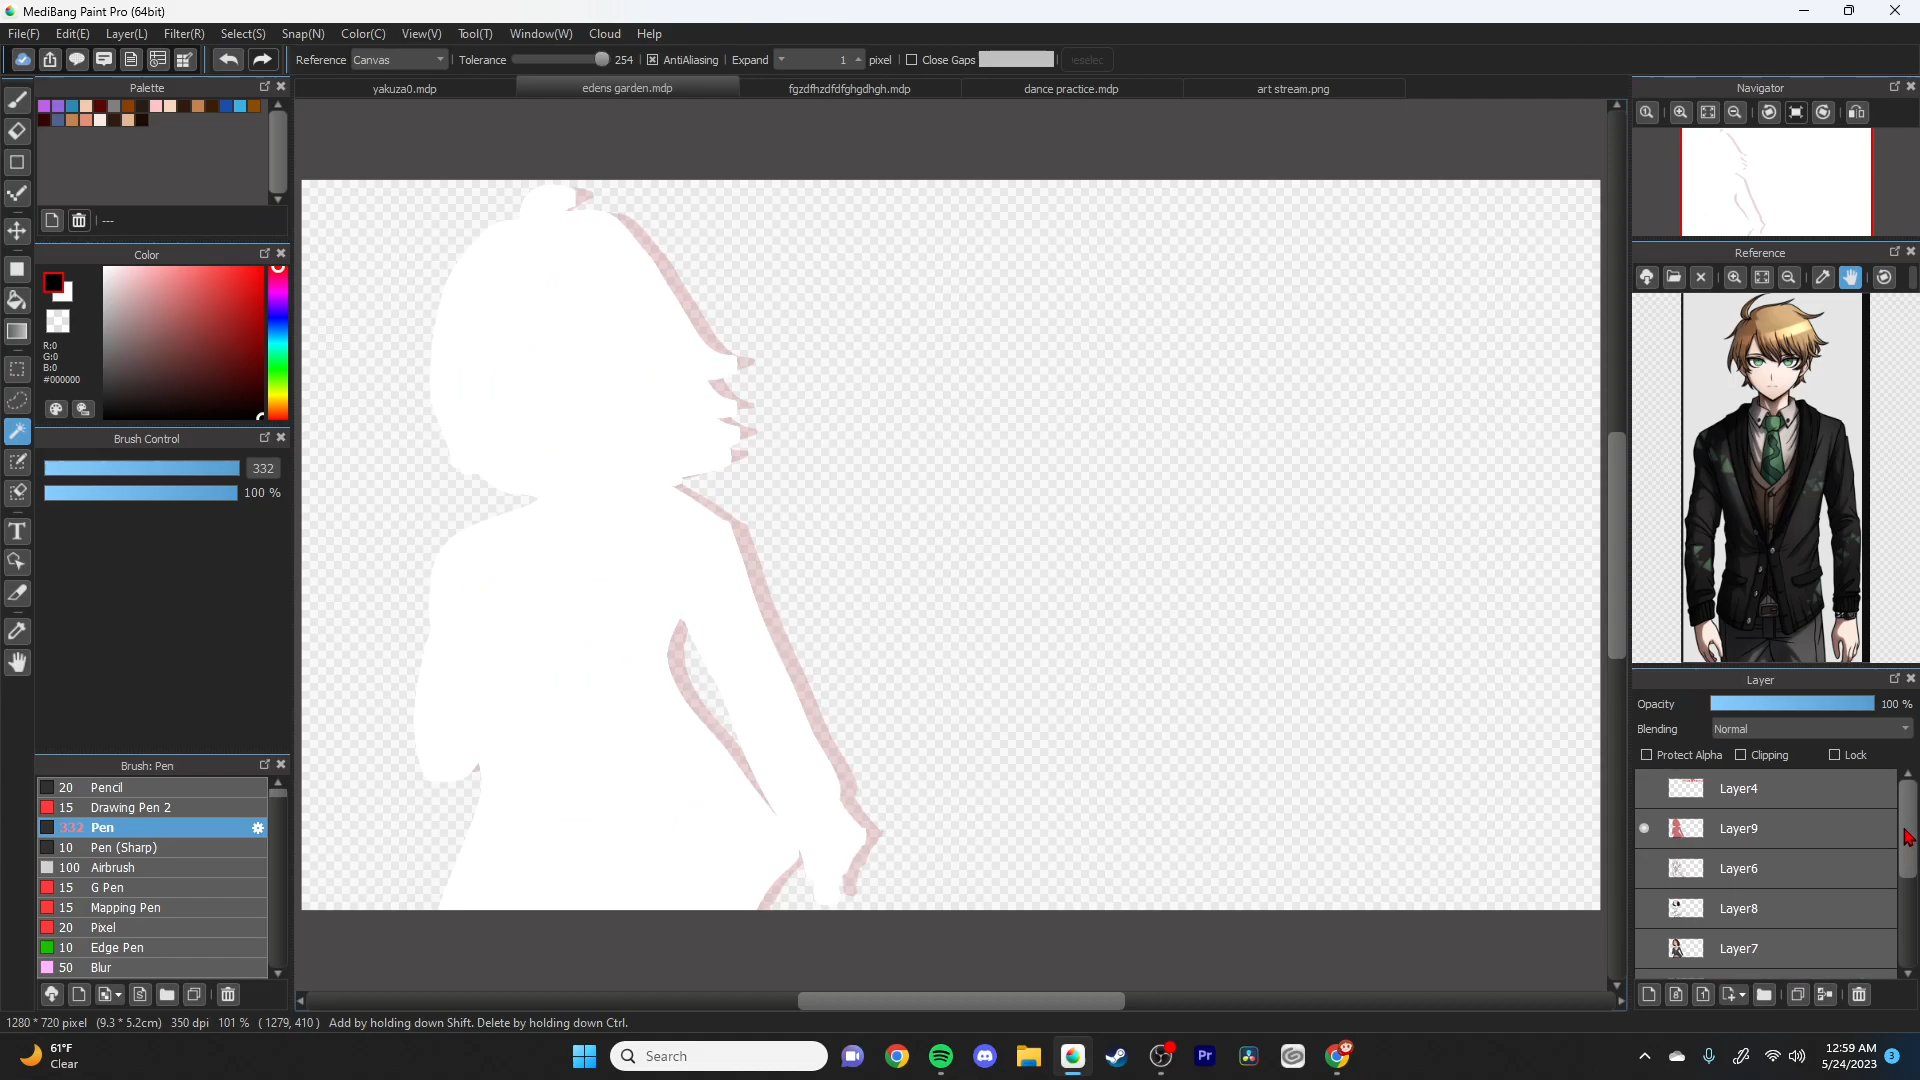 MediBang Paint Pro (64bit)
File(F) Edit(E) Layer(L) Filter(R) Select(S) Snap(N) Color(C) View(V) Tool(T) Window(W) Cloud Help
Reference Canvas Tolerance 254 AntiAliasing Expand 1 pixel Close Gaps
Palette
yakuza0.mdp edens garden.mdp fgzdfhzdfdfghgdhgh.mdp dance practice.mdp art stream.png
Navigator
---
Color
Reference
R:0
G:0
B:0
#000000
Brush Control
332
100 %
Layer
Opacity 100 %
Blending Normal
Protect Alpha Clipping Lock
Brush: Pen
20 Pencil
15 Drawing Pen 2
332 Pen
10 Pen (Sharp)
100 Airbrush
15 G Pen
15 Mapping Pen
20 Pixel
10 Edge Pen
50 Blur
Layer4
Layer9
Layer6
Layer8
Layer7
1280 * 720 pixel (9.3 * 5.2cm) 350 dpi 101 % ( 1279, 410 ) Add by holding down Shift. Delete by holding down Ctrl.
61°F
Clear
Search
Pr
12:59 AM
5/24/2023
3